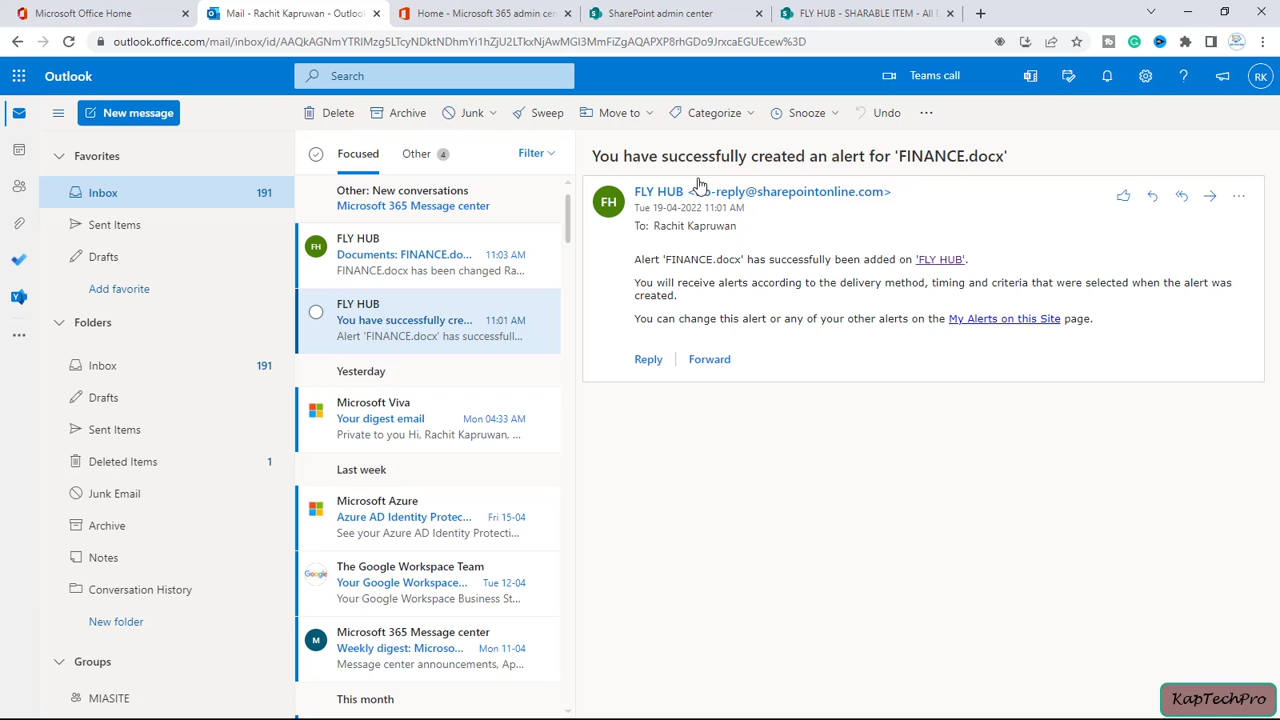 Microsoft Office Home
Mail - Rachit Kapruwan - Outlook
Home - Microsoft 365 admin cen
SharePoint admin center
FLY HUB - SHARABLE ITEM - All D
outlook.office.com/mail/inbox/id/AAQkAGNmYTRlMzg5LTcyNDktNDhmYi1hZjU2LTkxNjAwMGI3MmFiZgAQAPXP8rhGDo9JrxcaEGUEcew%3D
Outlook
Search
Teams call
RK
New message
Delete
Archive
Junk
Sweep
Move to
Categorize
Snooze
Undo
Favorites
Inbox 191
Sent Items
Drafts
Add favorite
Folders
Inbox 191
Drafts
Sent Items
Deleted Items 1
Junk Email
Archive
Notes
Conversation History
New folder
Groups
MIASITE
Focused
Other 4
Filter
Other: New conversations
Microsoft 365 Message center
FH
FLY HUB
Documents: FINANCE.do... 11:03 AM
FINANCE.docx has been changed Ra...
FLY HUB
You have successfully cre... 11:01 AM
Alert 'FINANCE.docx' has successfull...
Yesterday
Microsoft Viva
Your digest email Mon 04:33 AM
Private to you Hi, Rachit Kapruwan, ...
Last week
Microsoft Azure
Azure AD Identity Protec... Fri 15-04
See your Azure AD Identity Protecti...
Google
The Google Workspace Team
Your Google Workspace... Tue 12-04
Your Google Workspace Business St...
M
Microsoft 365 Message center
Weekly digest: Microso... Mon 11-04
Message center announcements, Ap...
This month
You have successfully created an alert for 'FINANCE.docx'
FH
FLY HUB <no-reply@sharepointonline.com>
Tue 19-04-2022 11:01 AM
To: Rachit Kapruwan
Alert 'FINANCE.docx' has successfully been added on 'FLY HUB'.
You will receive alerts according to the delivery method, timing and criteria that were selected when the alert was
created.
You can change this alert or any of your other alerts on the My Alerts on this Site page.
Reply
Forward
KapTechPro